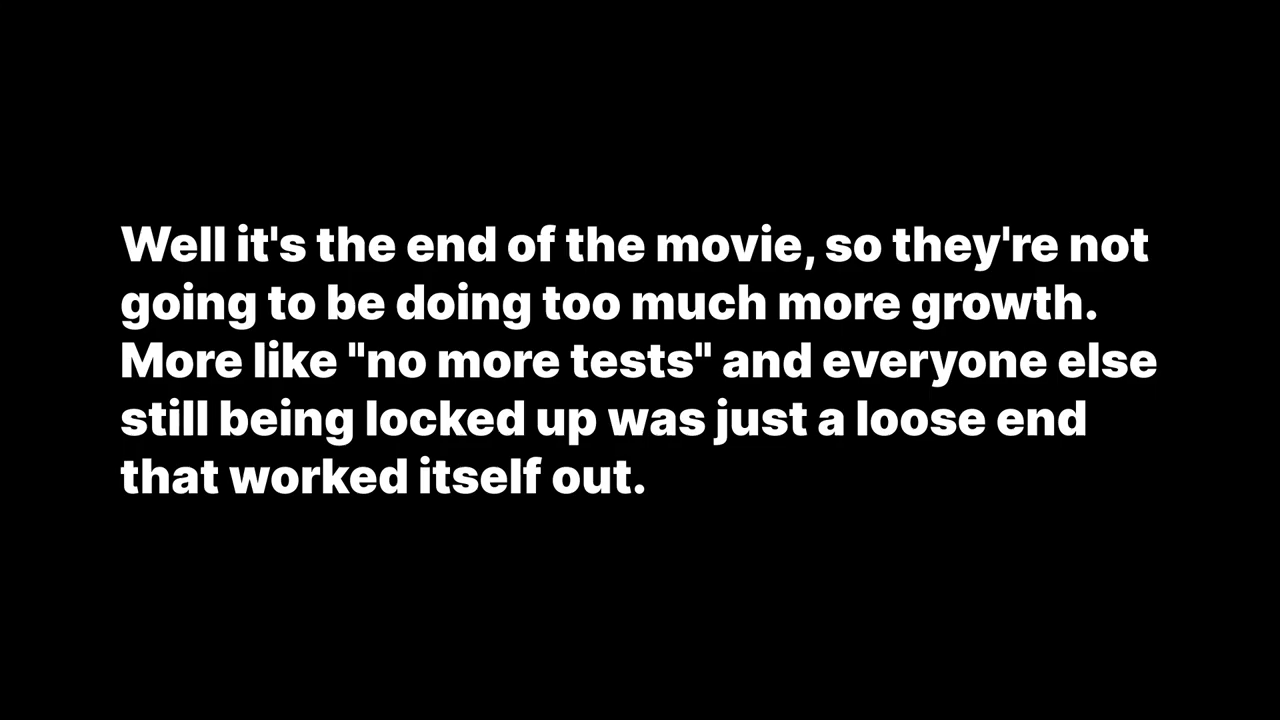 Well it's the end of the movie, so they're not
going to be doing too much more growth.
More like "no more tests" and everyone else
still being locked up was just a loose end
that worked itself out.